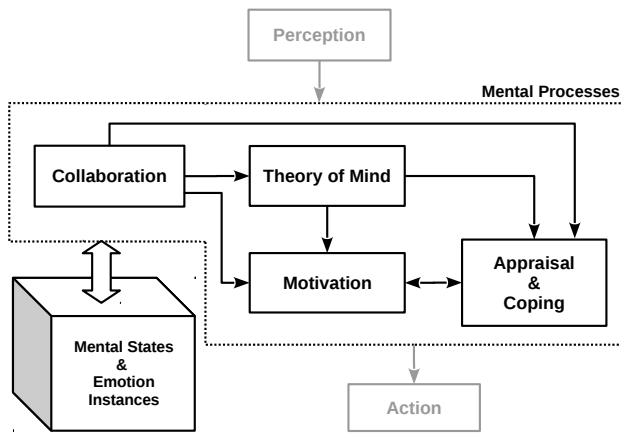 Perception
Mental Processes
Collaboration
Theory of Mind
Motivation
Appraisal
&
Coping
Mental States
&
Emotion
Instances
Action